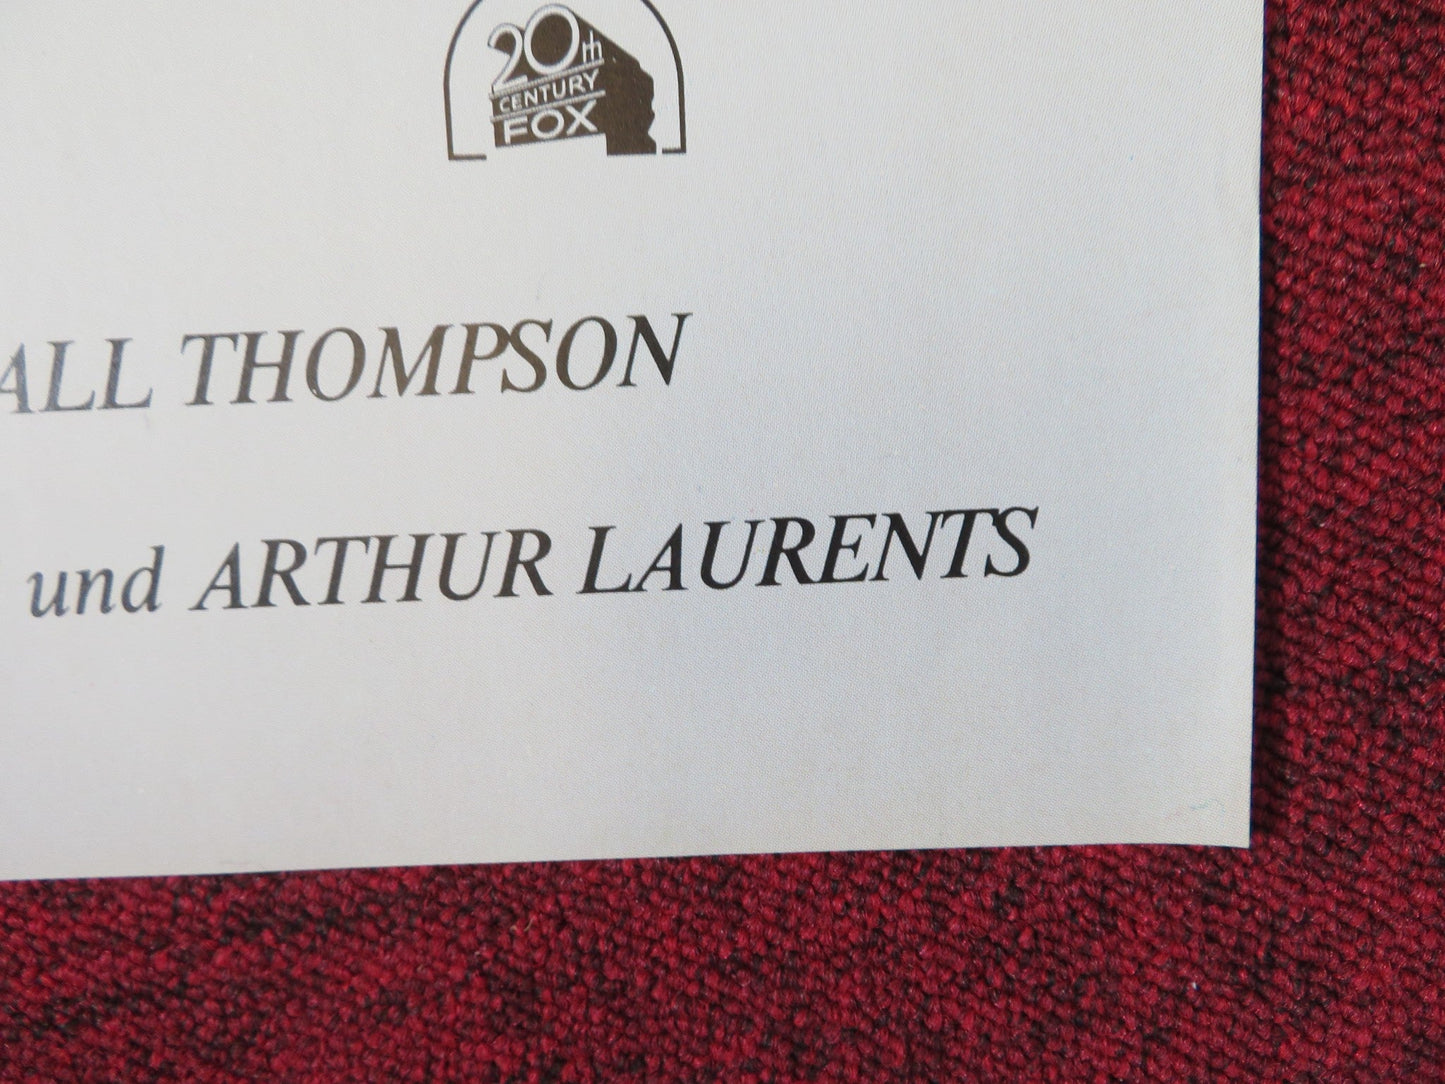 20th
CENTURY
FOX
ALL THOMPSON
und ARTHUR LAURENTS